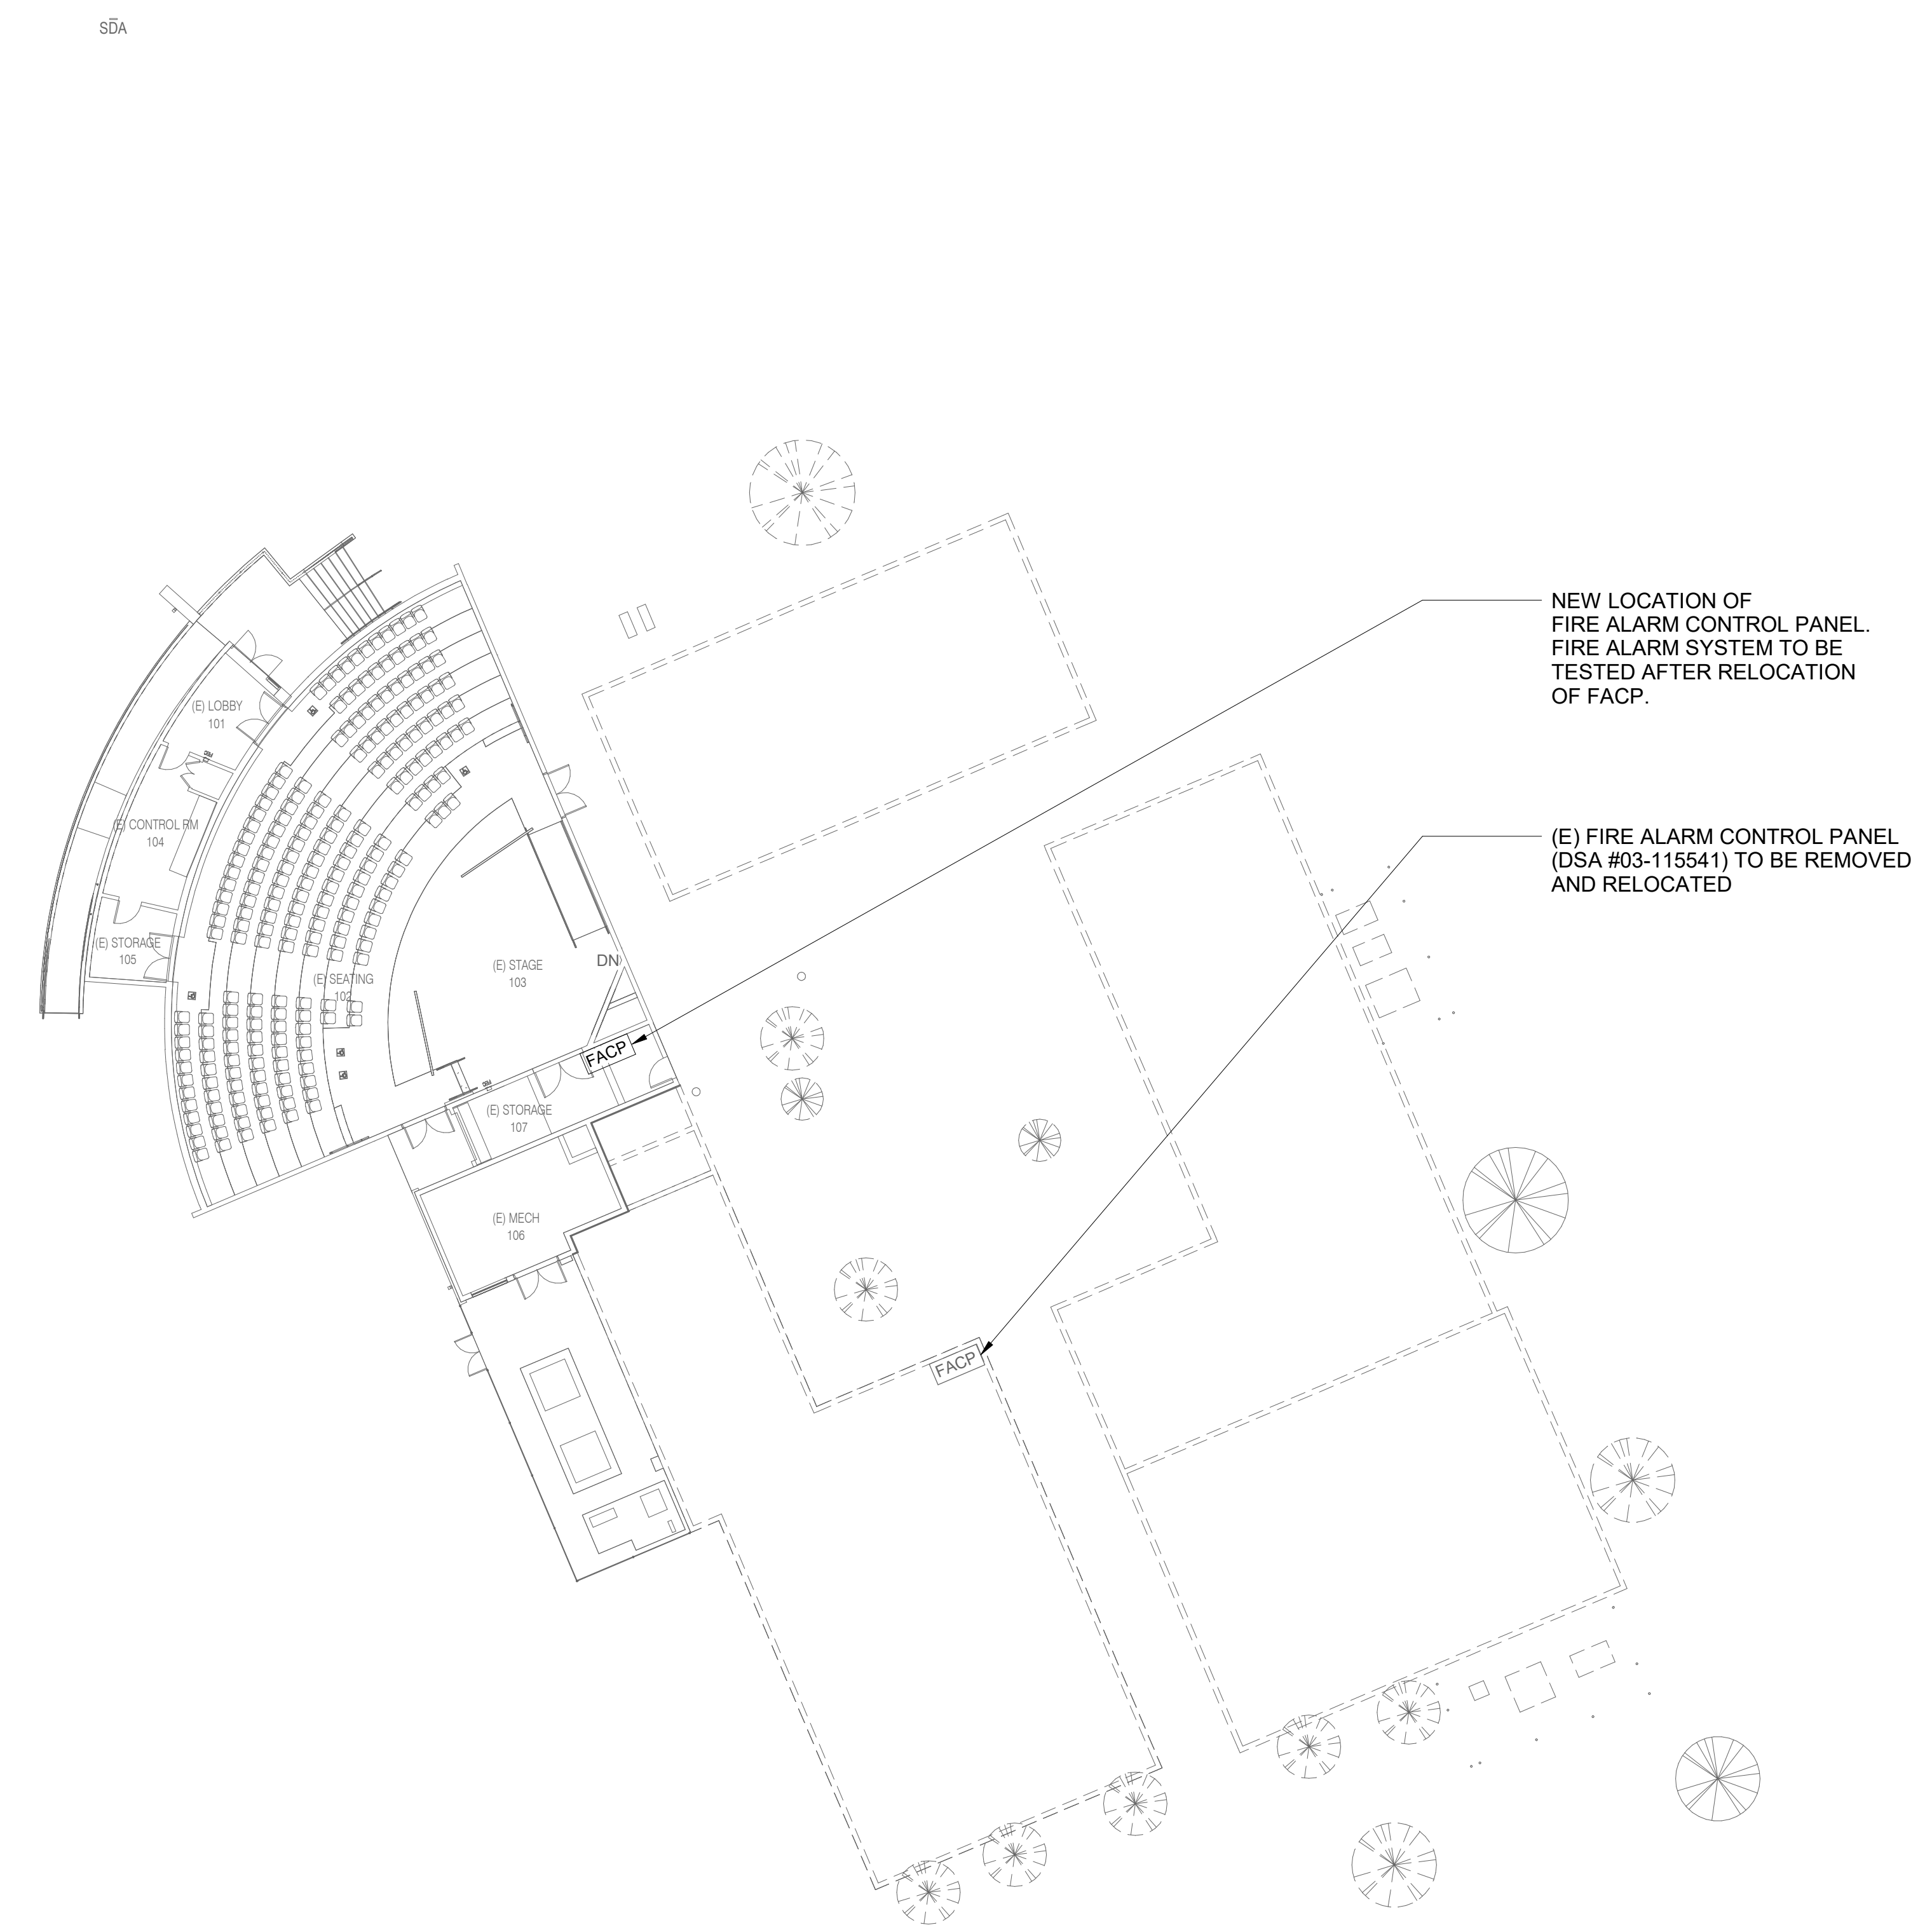 SDA
NEW LOCATION OF
FIRE ALARM CONTROL PANEL.
FIRE ALARM SYSTEM TO BE
TESTED AFTER RELOCATION
OF FACP.
(E) LOBBY
101
FEC
(E) CONTROL RM
104
(E) FIRE ALARM CONTROL PANEL
(DSA #03-115541) TO BE REMOVED
AND RELOCATED
(E) STORAGE
105
(E) SEATING
102
(E) STAGE
103
DN
FACP
FEC
(E) STORAGE
107
(E) MECH
106
FACP